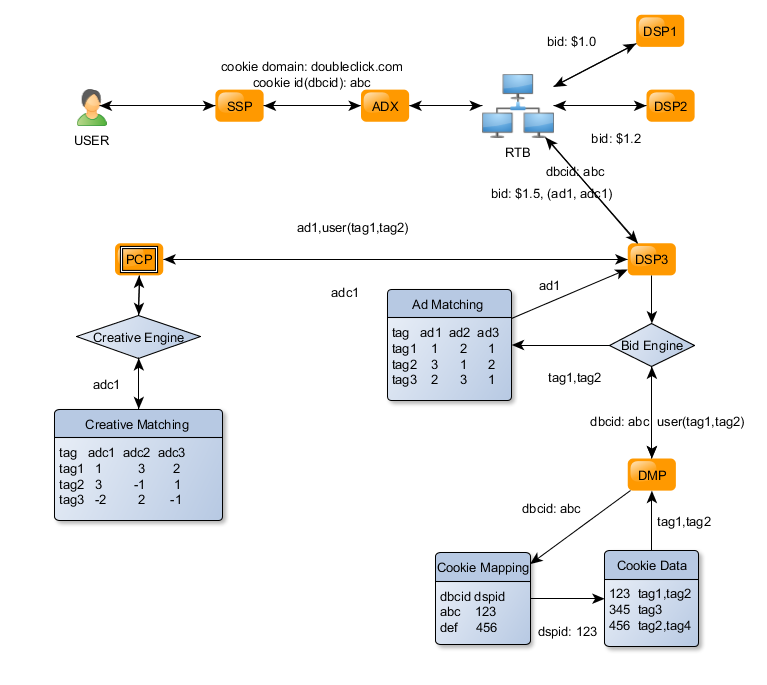 DSP1
bid: $1.0
cookie domain: doubleclick.com
cookie id(dbcid): abc
SSP
ADX
DSP2
USER
RTB
bid: $1.2
dbcid: abc
bid: $1.5, (ad1, adc1)
ad1,user(tag1,tag2)
PCP
DSP3
adc1
ad1
Ad Matching
tag ad1 ad2 ad3
tag1 1 2 1
tag2 3 1 2
tag3 2 3 1
Creative Engine
Bid Engine
tag1,tag2
adc1
Creative Matching
tag adc1 adc2 adc3
tag1 1 3 2
tag2 3 -1 1
tag3 -2 2 -1
dbcid: abc
user(tag1,tag2)
DMP
dbcid: abc
tag1,tag2
Cookie Mapping
dbcid dspid
abc 123
def 456
Cookie Data
123 tag1,tag2
345 tag3
456 tag2,tag4
dspid: 123